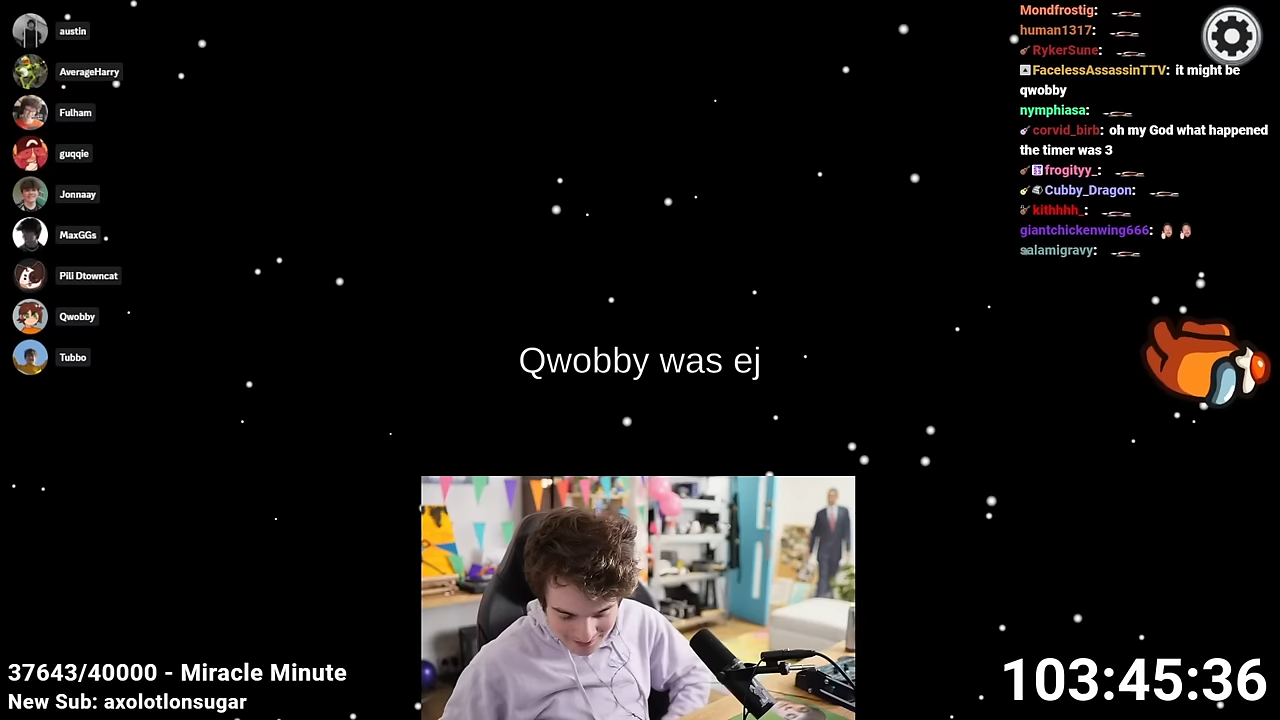 austin
AverageHarry
Fulham
guqqie
Jonnaay
MaxGGs
Pili Dtowncat
Qwobby
Tubbo
Mondfrostig:
human1317:
RykerSune:
FacelessAssassinTTV: it might be
qwobby
nymphiasa:
corvid_birb: oh my God what happened
the timer was 3
frogityy_:
Cubby_Dragon:
kithhhh_:
giantchickenwing666:
salamigravy:
Qwobby was ej
37643/40000 - Miracle Minute
New Sub: axolotlonsugar
103:45:36